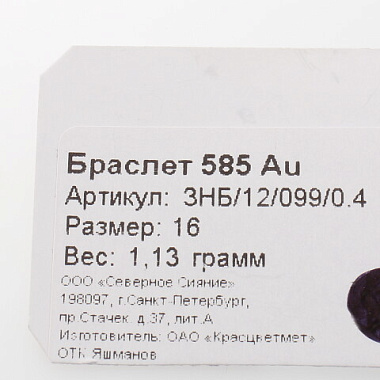 Браслет 585 Au
Артикул: ЗНБ/12/099/0.4
Размер: 16
Вес: 1,13 грамм
ООО «Северное Сияние»
198097, г.Санкт-Петербург,
пр.Стачек д.37, лит.А
Изготовитель: ОАО «Красцветмет»
ОТК Яшманов